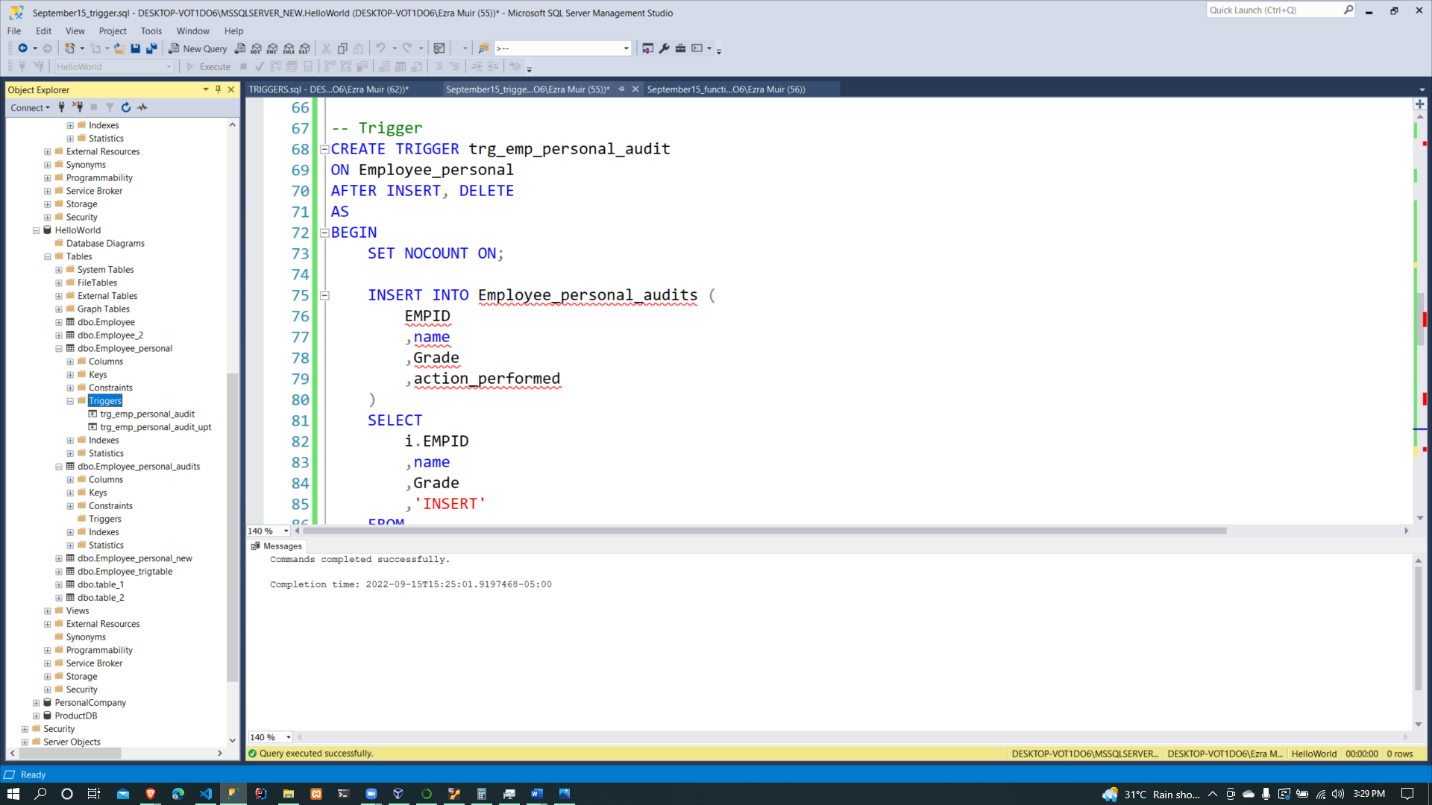 September15_trigger.sql - DESKTOP-VOT1DO6\MSSQLSERVER_NEW.HelloWorld (DESKTOP-VOT1DO6\Ezra Muir (55))* - Microsoft SQL Server Management Studio
Quick Launch (Ctrl+Q)
File Edit View Project Tools Window Help
New Query >--
HelloWorld Execute
Object Explorer
TRIGGERS.sql - DES...O6\Ezra Muir (62))* September15_trigge...O6\Ezra Muir (55))* September15_functi...O6\Ezra Muir (56))
Connect
Indexes
Statistics
External Resources
Synonyms
Programmability
Service Broker
Storage
Security
HelloWorld
Database Diagrams
Tables
System Tables
FileTables
External Tables
Graph Tables
dbo.Employee
dbo.Employee_2
dbo.Employee_personal
Columns
Keys
Constraints
Triggers
trg_emp_personal_audit
trg_emp_personal_audit_upt
Indexes
Statistics
dbo.Employee_personal_audits
Columns
Keys
Constraints
Triggers
Indexes
Statistics
dbo.Employee_personal_new
dbo.Employee_trigtable
dbo.table_1
dbo.table_2
Views
External Resources
Synonyms
Programmability
Service Broker
Storage
Security
PersonalCompany
ProductDB
Security
Server Objects
66
67 -- Trigger
68 CREATE TRIGGER trg_emp_personal_audit
69 ON Employee_personal
70 AFTER INSERT, DELETE
71 AS
72 BEGIN
73 SET NOCOUNT ON;
74
75 INSERT INTO Employee_personal_audits (
76 EMPID
77 ,name
78 ,Grade
79 ,action_performed
80 )
81 SELECT
82 i.EMPID
83 ,name
84 ,Grade
85 ,'INSERT'
86 FROM
140 %
Messages
Commands completed successfully.
Completion time: 2022-09-15T15:25:01.9197468-05:00
140 %
Query executed successfully. DESKTOP-VOT1DO6\MSSQLSERVER... DESKTOP-VOT1DO6\Ezra M... HelloWorld 00:00:00 0 rows
Ready
31°C Rain sho... 3:29 PM